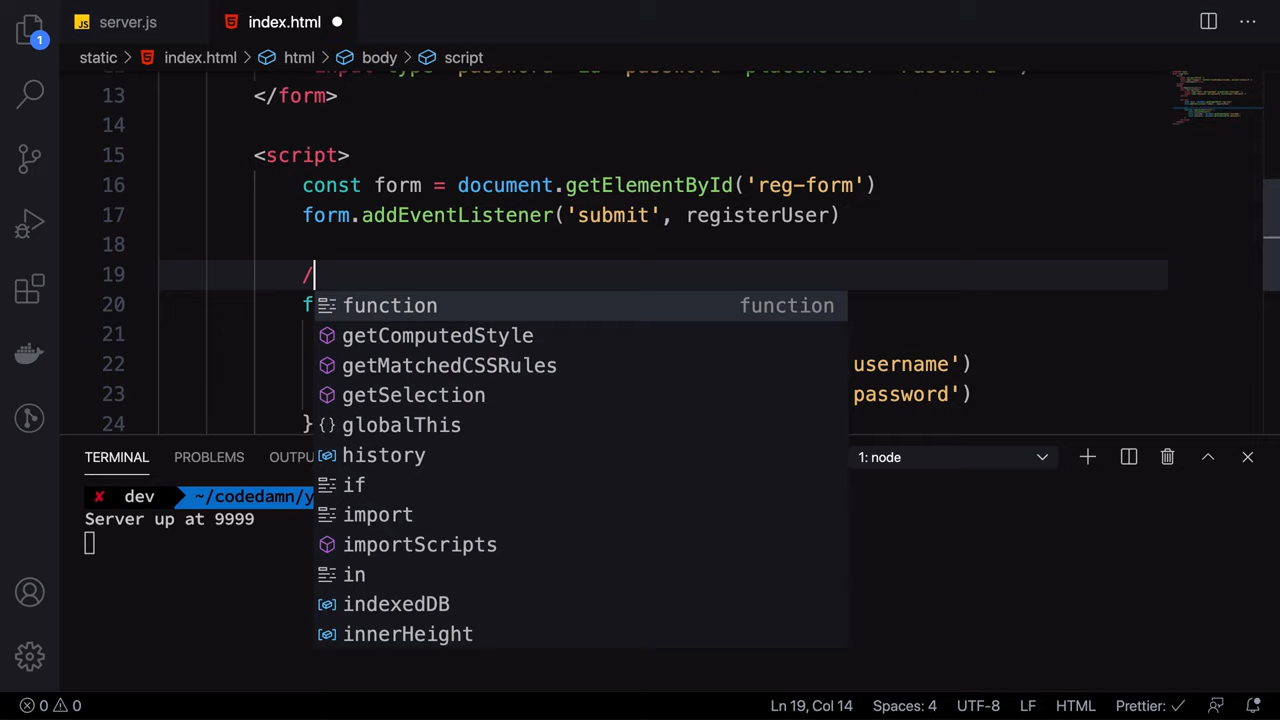 server.js
index.html
1
static
index.html
html
body
script
13 </form>
14
15 <script>
16 const form = document.getElementById('reg-form')
17 form.addEventListener('submit', registerUser)
18
19 /
20 f
21
22 username')
23 password')
24 }
function function
getComputedStyle
getMatchedCSSRules
getSelection
globalThis
history
if
import
importScripts
in
indexedDB
innerHeight
TERMINAL PROBLEMS OUTPU 1: node
✘ dev ~/codedamn/y
Server up at 9999
0 0 Ln 19, Col 14 Spaces: 4 UTF-8 LF HTML Prettier: ✓